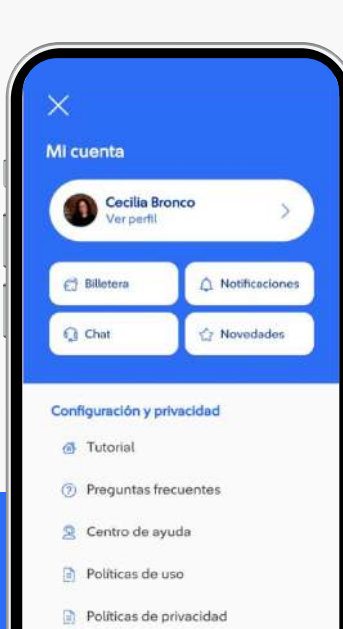 Mi cuenta
Cecilia Bronco
Ver perfil
Billetera
Notificaciones
Chat
Novedades
Configuración y privacidad
Tutorial
Preguntas frecuentes
Centro de ayuda
Políticas de uso
Políticas de privacidad